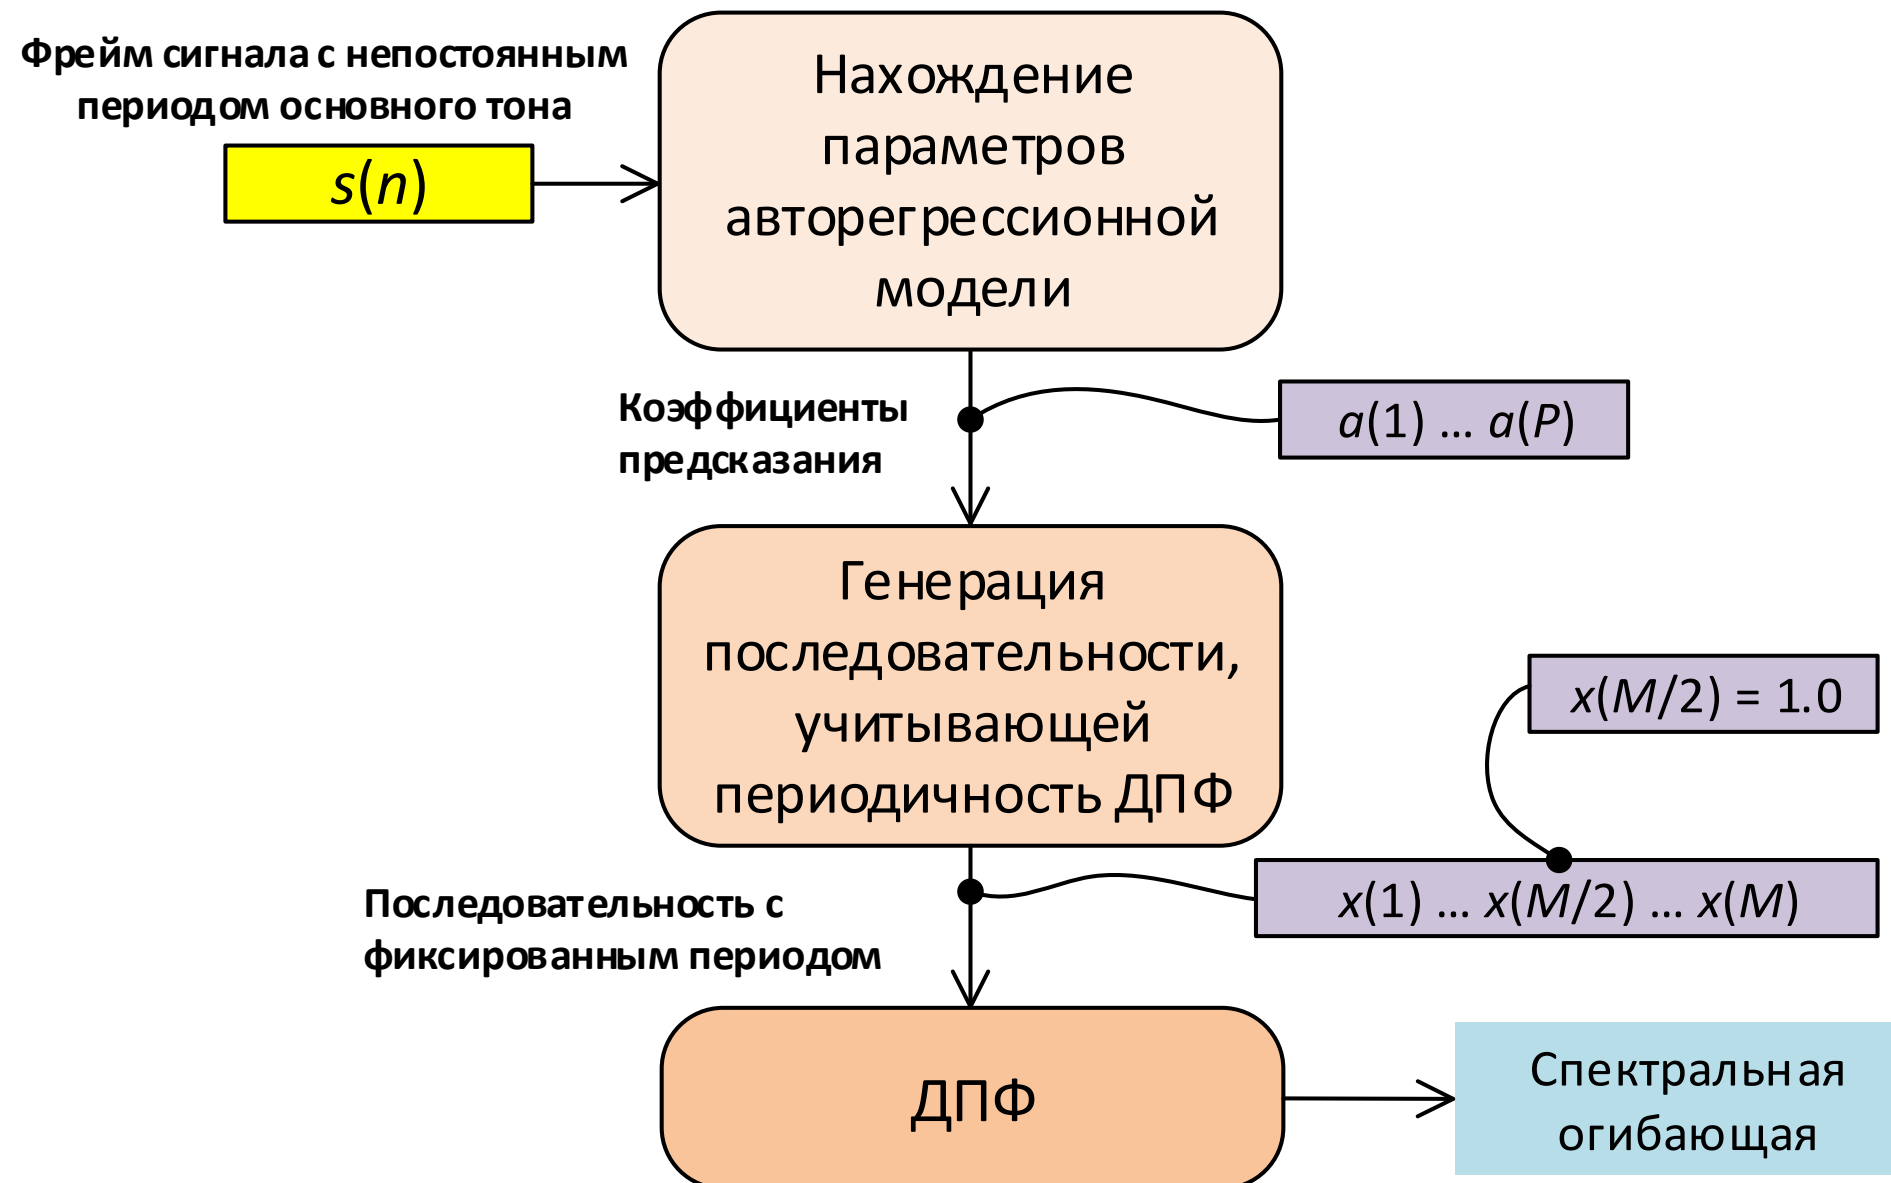 Фрейм сигнала с непостоянным
периодом основного тона
s(n)
Нахождение
параметров
авторегрессионной
модели
Коэффициенты
предсказания
a(1) ... a(P)
Генерация
последовательности,
учитывающей
периодичность ДПФ
x(M/2) = 1.0
Последовательность с
фиксированным периодом
x(1) ... x(M/2) ... x(M)
ДПФ
Спектральная
огибающая